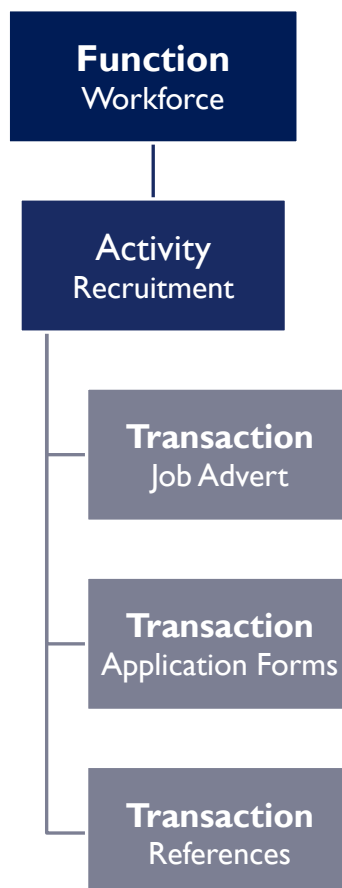 Function
Workforce
Activity
Recruitment
Transaction
Job Advert
Transaction
Application Forms
Transaction
References